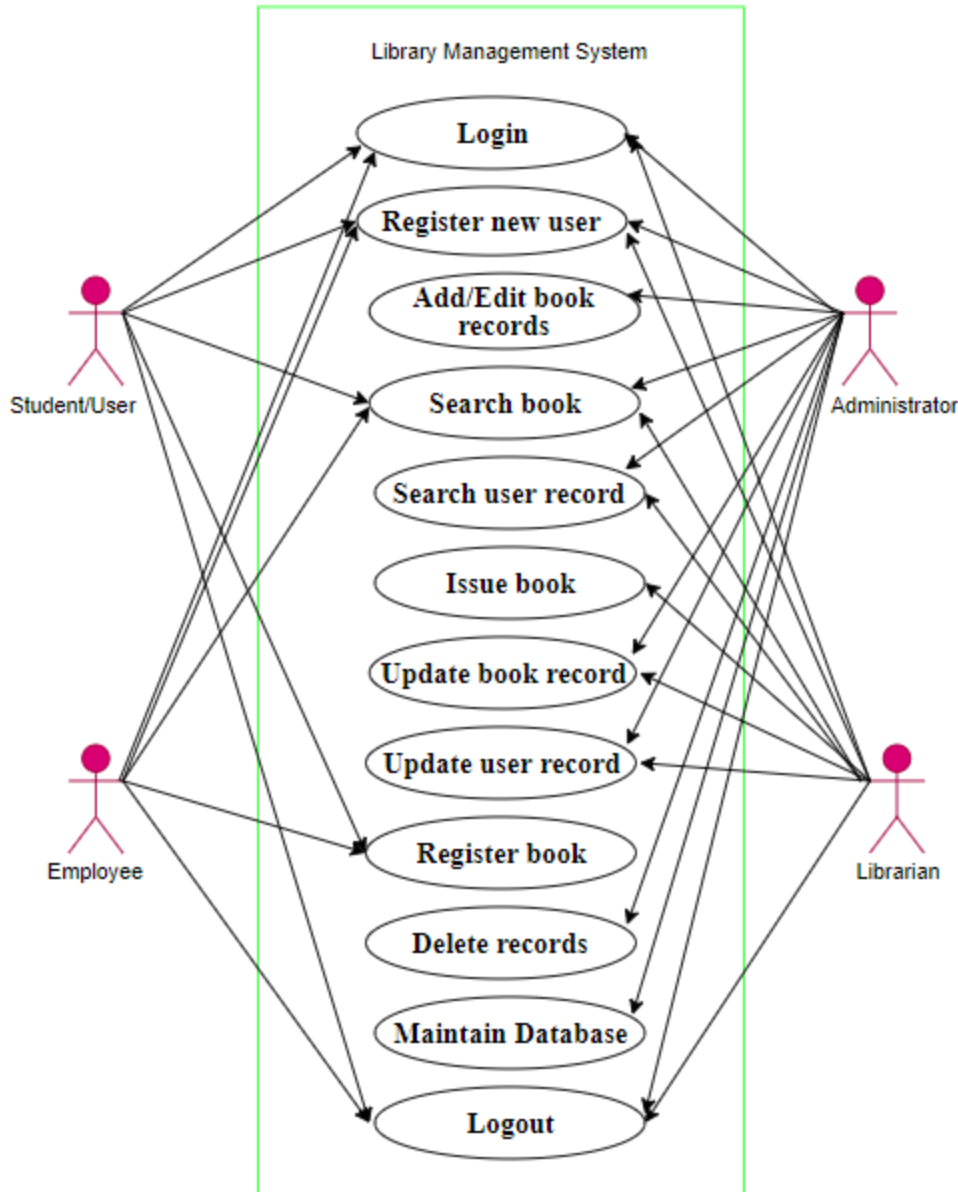 Library Management System
Login
Register new user
Add/Edit book
records
Student/User
Search book
Administrator
Search user record
Issue book
Update book record
Update user record
Register book
Employee
Librarian
Delete records
Maintain Database
Logout